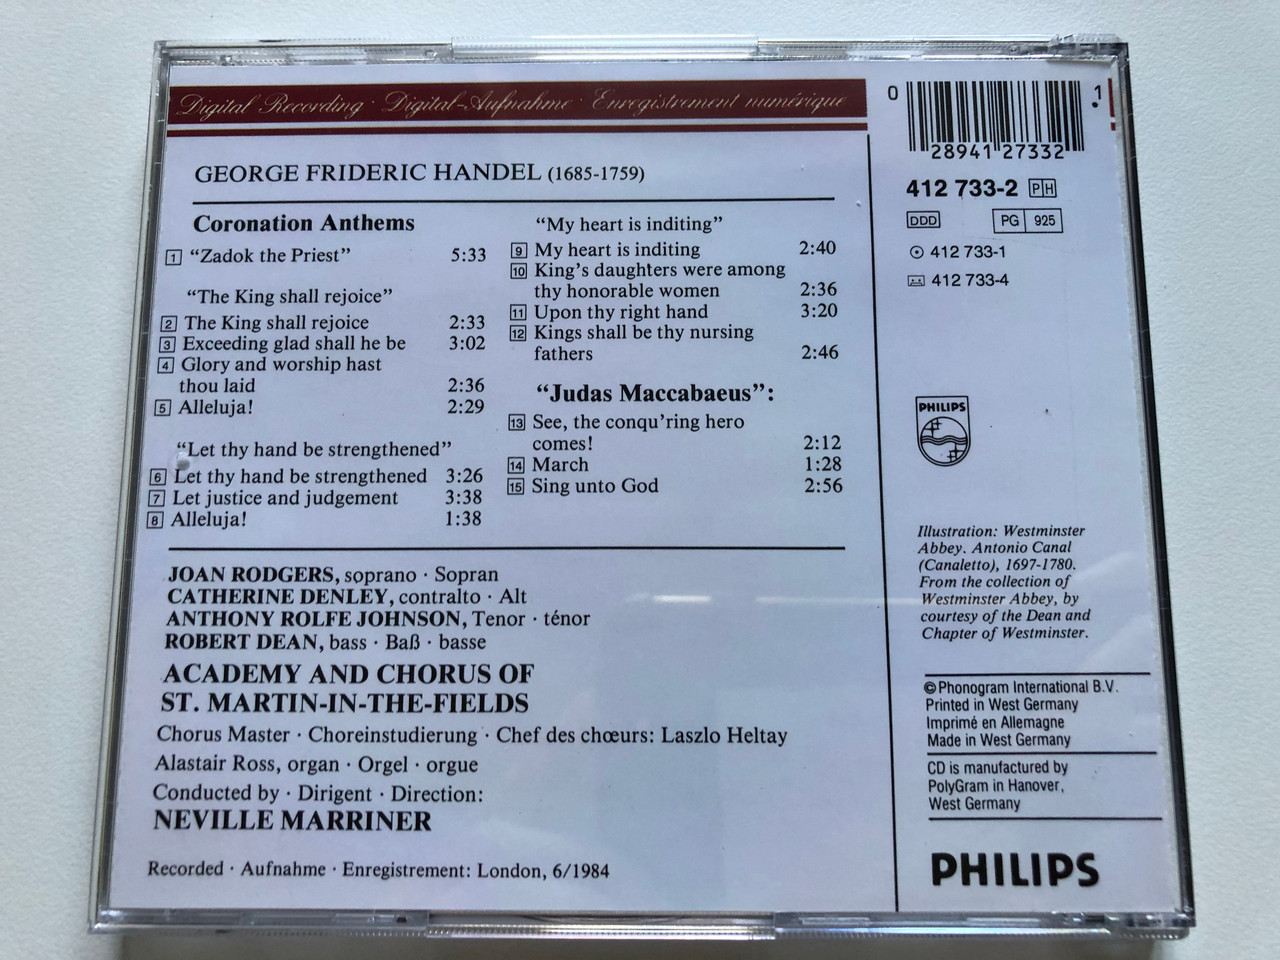 Digital Recording · Digital-Aufnahme · Enregistrement numérique
GEORGE FRIDERIC HANDEL (1685-1759)
Coronation Anthems
1 “Zadok the Priest” 5:33
“The King shall rejoice”
2 The King shall rejoice 2:33
3 Exceeding glad shall he be 3:02
4 Glory and worship hast
thou laid 2:36
5 Alleluja! 2:29
“Let thy hand be strengthened”
6 Let thy hand be strengthened 3:26
7 Let justice and judgement 3:38
8 Alleluja! 1:38
“My heart is inditing”
9 My heart is inditing 2:40
10 King’s daughters were among
thy honorable women 2:36
11 Upon thy right hand 3:20
12 Kings shall be thy nursing
fathers 2:46
“Judas Maccabaeus”:
13 See, the conqu’ring hero
comes! 2:12
14 March 1:28
15 Sing unto God 2:56
JOAN RODGERS, soprano · Sopran
CATHERINE DENLEY, contralto · Alt
ANTHONY ROLFE JOHNSON, Tenor · ténor
ROBERT DEAN, bass · Baß · basse
ACADEMY AND CHORUS OF
ST. MARTIN-IN-THE-FIELDS
Chorus Master · Choreinstudierung · Chef des chœurs: Laszlo Heltay
Alastair Ross, organ · Orgel · orgue
Conducted by · Dirigent · Direction:
NEVILLE MARRINER
Recorded · Aufnahme · Enregistrement: London, 6/1984
0 28941 27332 1
412 733-2 PH
DDD PG 925
412 733-1
412 733-4
PHILIPS
Illustration: Westminster
Abbey. Antonio Canal
(Canaletto), 1697-1780.
From the collection of
Westminster Abbey, by
courtesy of the Dean and
Chapter of Westminster.
© Phonogram International B.V.
Printed in West Germany
Imprimé en Allemagne
Made in West Germany
CD is manufactured by
PolyGram in Hanover,
West Germany
PHILIPS